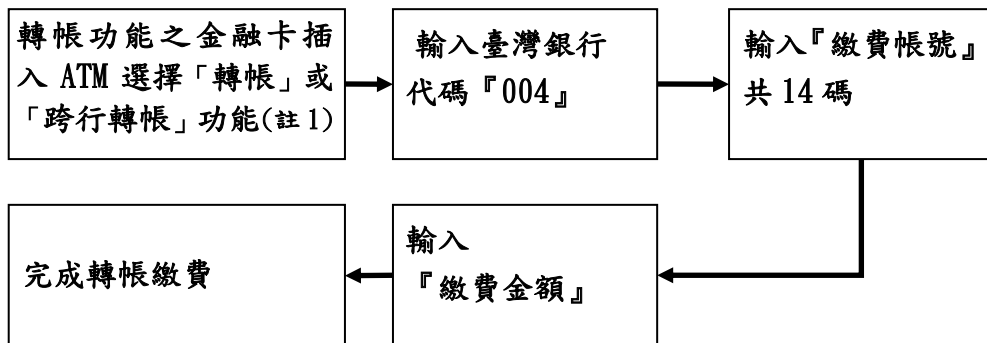 轉帳功能之金融卡插
入 ATM 選擇「轉帳」或
「跨行轉帳」功能(註1)
輸入臺灣銀行
代碼『004』
輸入『繳費帳號』
共 14 碼
輸入
『繳費金額』
完成轉帳繳費